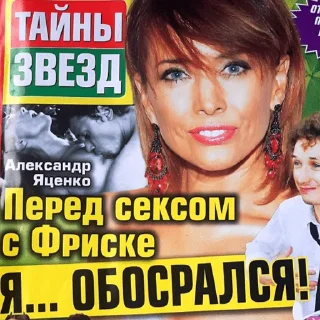 ТАЙНЫ
ЗВЕЗД
Александр
Яценко
Перед сексом
с Фриске
Я... ОБОСРАЛСЯ!